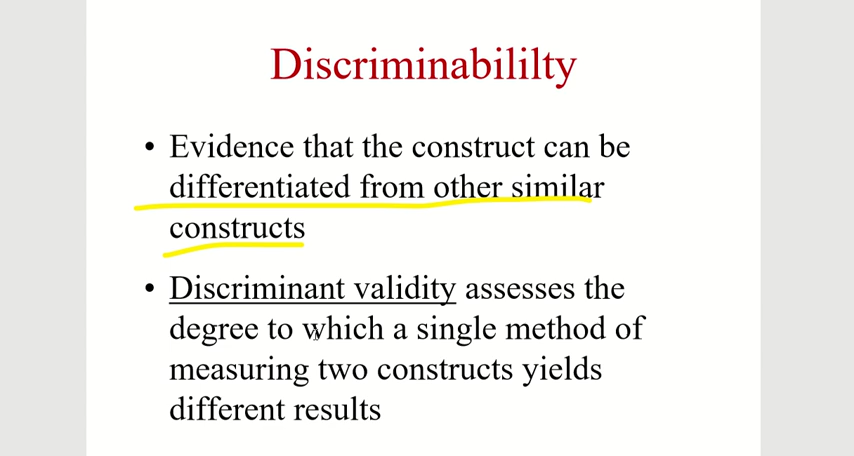 Discriminabililty
• Evidence that the construct can be
differentiated from other similar
constructs
• Discriminant validity assesses the
degree to which a single method of
measuring two constructs yields
different results